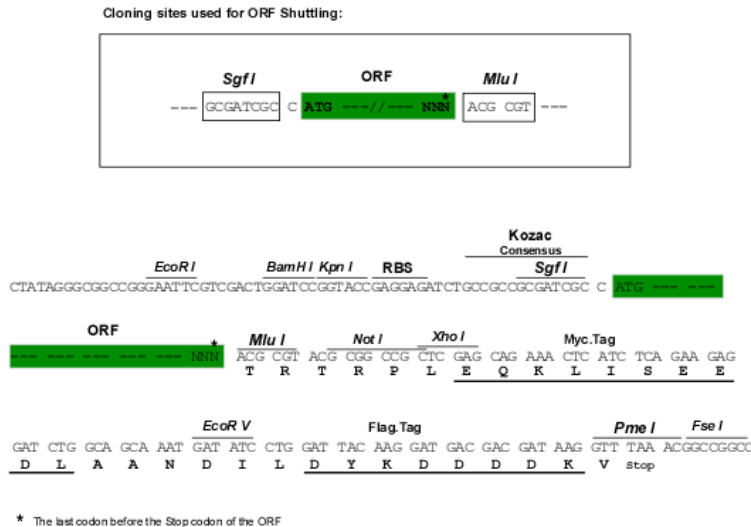 Cloning sites used for ORF Shuttling:
Sgf I ORF Mlu I
*
--- GCGATCGC C ATG ---//--- NNN ACG CGT ---
Kozac
Consensus
EcoR I BamH I Kpn I RBS Sgf I
CTATAGGGCGGCCGGGAATTCGTCGACTGGATCCGGTACCGAGGAGATCTGCCGCCGCGATCGC C ATG --- ---
ORF
* Mlu I Not I Xho I Myc.Tag
--- --- --- --- --- --- NNN ACG CGT ACG CGG CCG CTC GAG CAG AAA CTC ATC TCA GAA GAG
T R T R P L E Q K L I S E E
EcoR V Flag.Tag Pme I Fse I
GAT CTG GCA GCA AAT GAT ATC CTG GAT TAC AAG GAT GAC GAC GAT AAG GTT TAA ACGGCCGGCC
D L A A N D I L D Y K D D D D K V Stop
* The last codon before the Stop codon of the ORF